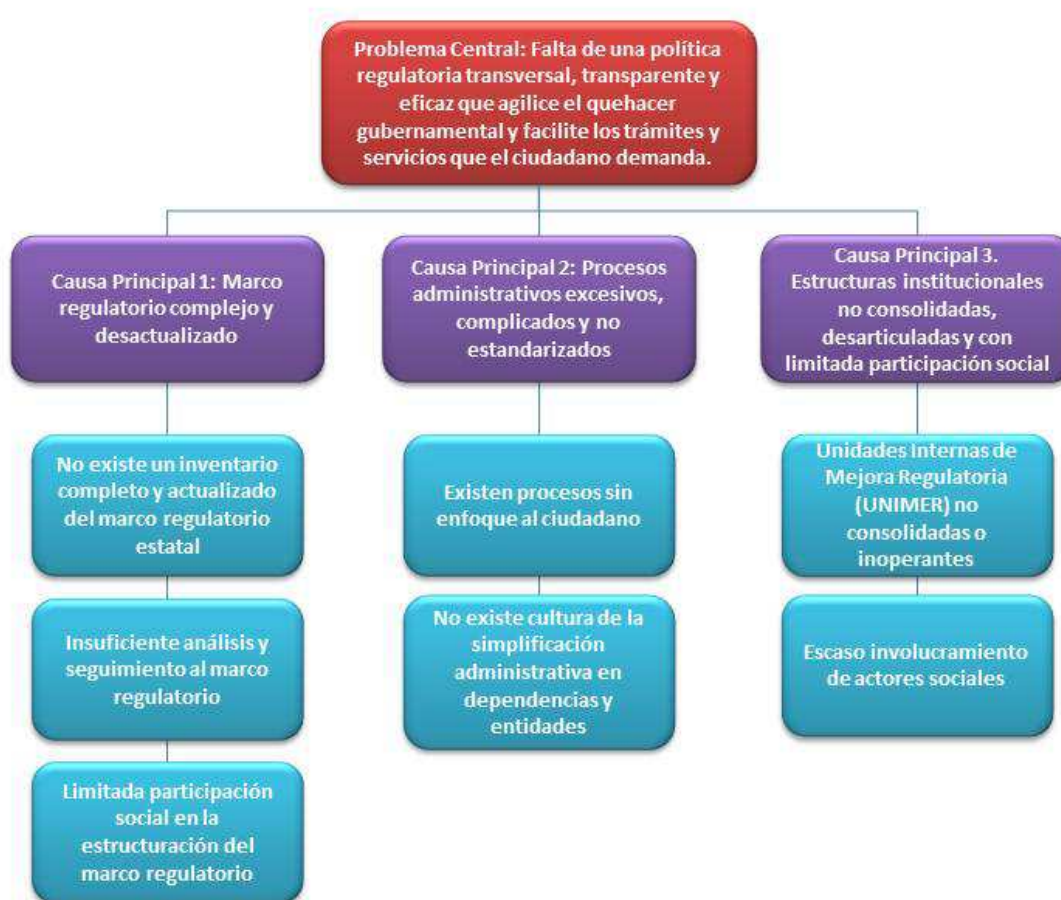 Problema Central: Falta de una política
regulatoria transversal, transparente y
eficaz que agilice el quehacer
gubernamental y facilite los trámites y
servicios que el ciudadano demanda.
Causa Principal 1: Marco
regulatorio complejo y
desactualizado
No existe un inventario
completo y actualizado
del marco regulatorio
estatal
Insuficiente análisis y
seguimiento al marco
regulatorio
Limitada participación
social en la
estructuración del
marco regulatorio
Causa Principal 2: Procesos
administrativos excesivos,
complicados y no
estandarizados
Existen procesos sin
enfoque al ciudadano
No existe cultura de la
simplificación
administrativa en
dependencias y
entidades
Causa Principal 3.
Estructuras institucionales
no consolidadas,
desarticuladas y con
limitada participación social
Unidades Internas de
Mejora Regulatoria
(UNIMER) no
consolidadas o
inoperantes
Escaso involucramiento
de actores sociales